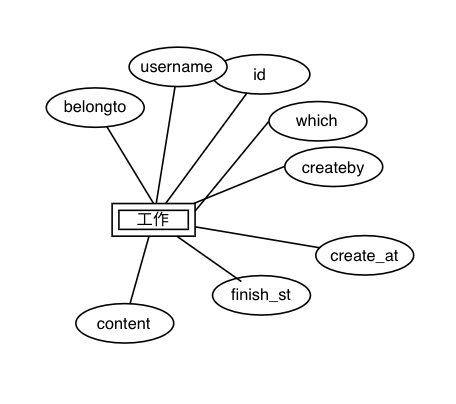 username
id
belongto
which
createby
工作
create_at
finish_st
content